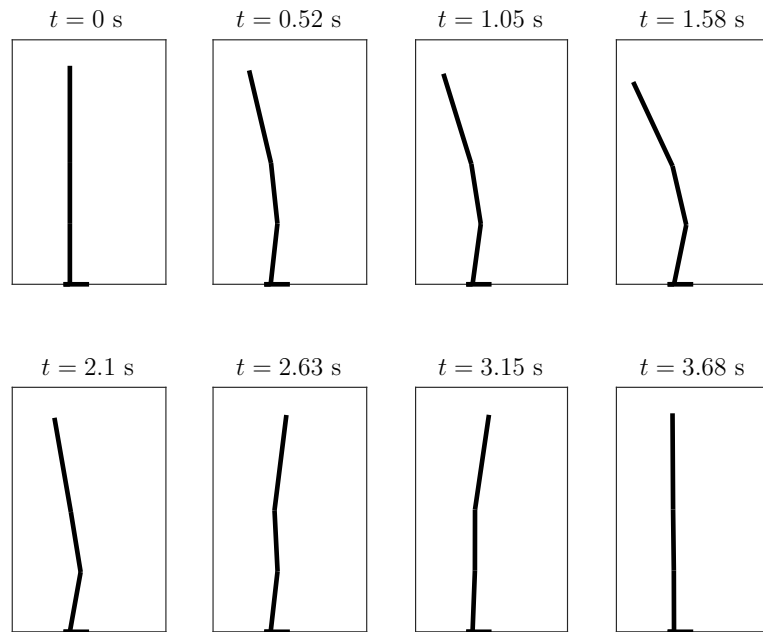 t = 0 s
t = 0.52 s
t = 1.05 s
t = 1.58 s
t = 2.1 s
t = 2.63 s
t = 3.15 s
t = 3.68 s